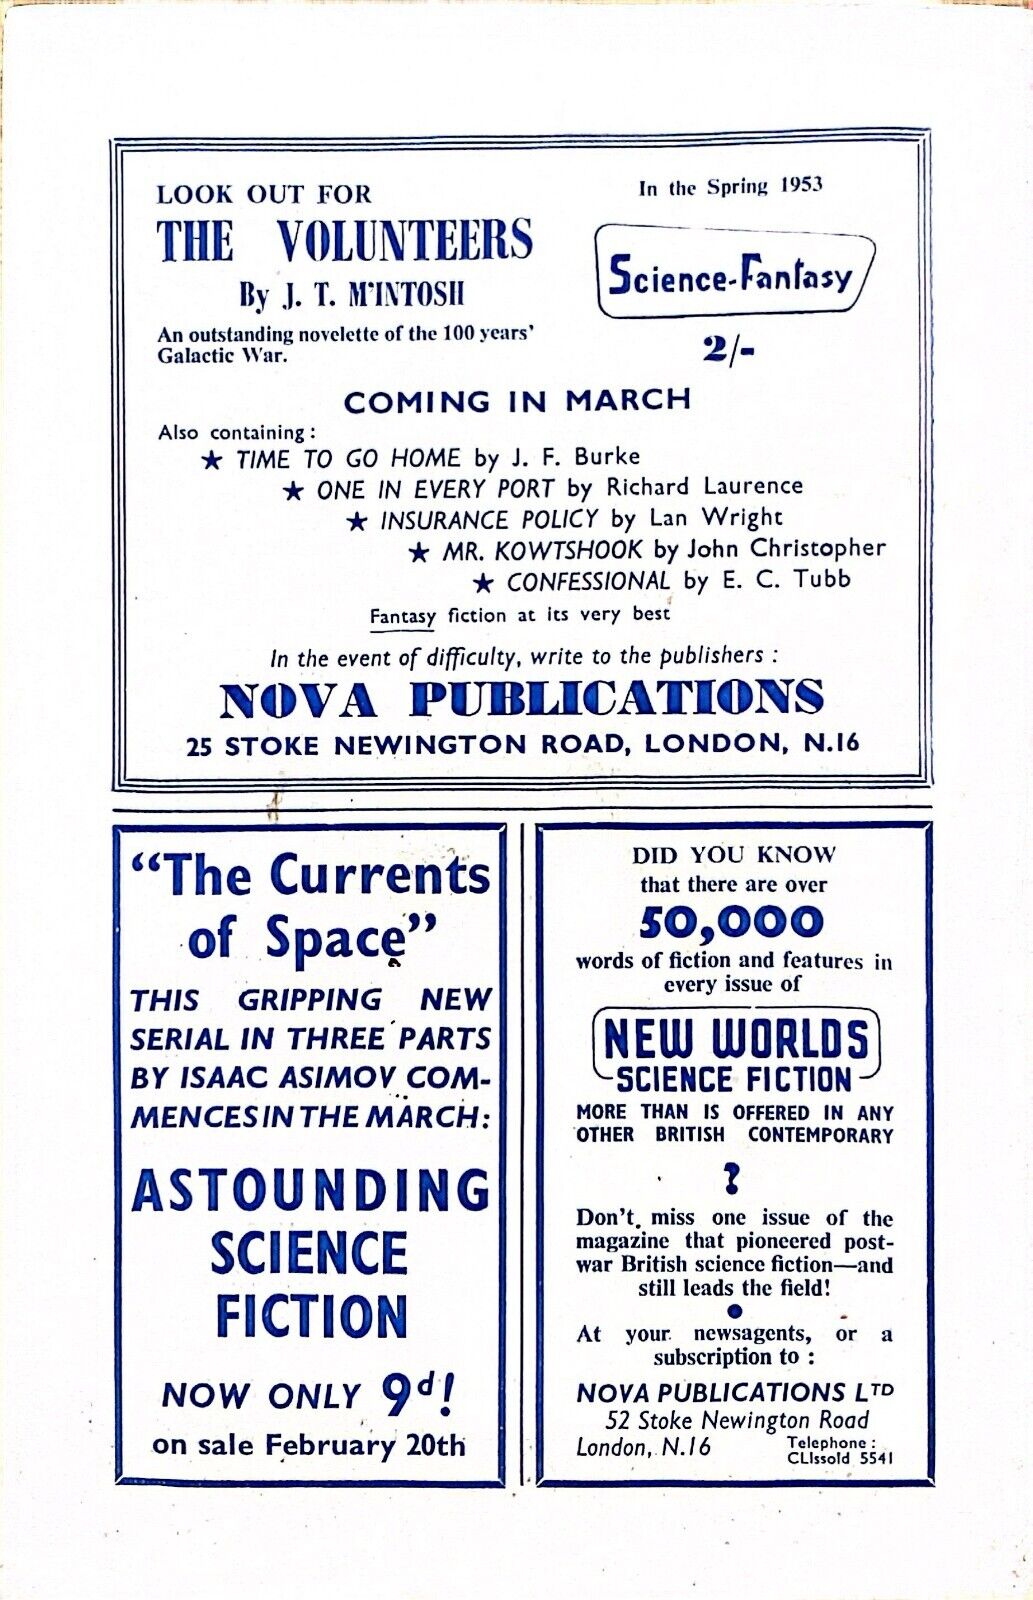 LOOK OUT FOR
THE VOLUNTEERS
By J. T. M'INTOSH
An outstanding novelette of the 100 years'
Galactic War.
In the Spring 1953
Science-Fantasy
2/-
COMING IN MARCH
Also containing :
★ TIME TO GO HOME by J. F. Burke
★ ONE IN EVERY PORT by Richard Laurence
★ INSURANCE POLICY by Lan Wright
★ MR. KOWTSHOOK by John Christopher
★ CONFESSIONAL by E. C. Tubb
Fantasy fiction at its very best
In the event of difficulty, write to the publishers :
NOVA PUBLICATIONS
25 STOKE NEWINGTON ROAD, LONDON, N.16
"The Currents
of Space"
THIS GRIPPING NEW
SERIAL IN THREE PARTS
BY ISAAC ASIMOV COM-
MENCES IN THE MARCH:
ASTOUNDING
SCIENCE
FICTION
NOW ONLY 9d!
on sale February 20th
DID YOU KNOW
that there are over
50,000
words of fiction and features in
every issue of
NEW WORLDS
SCIENCE FICTION
MORE THAN IS OFFERED IN ANY
OTHER BRITISH CONTEMPORARY
?
Don't miss one issue of the
magazine that pioneered post-
war British science fiction—and
still leads the field!
●
At your newsagents, or a
subscription to :
NOVA PUBLICATIONS LTD
52 Stoke Newington Road
London, N.16
Telephone :
CLIssold 5541